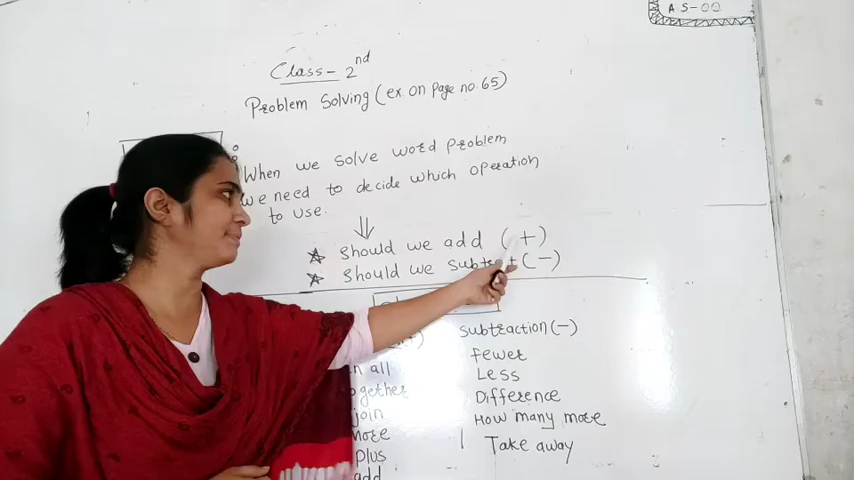 AS-00
Class- 2nd
Problem Solving (ex on page no. 65)
When we solve word Problem
we need to decide which operation
to use.
should we add (+)
should we (-)
subtraction (-)
in all fewer
together Less
join Difference
more How many more
plus Take away
add